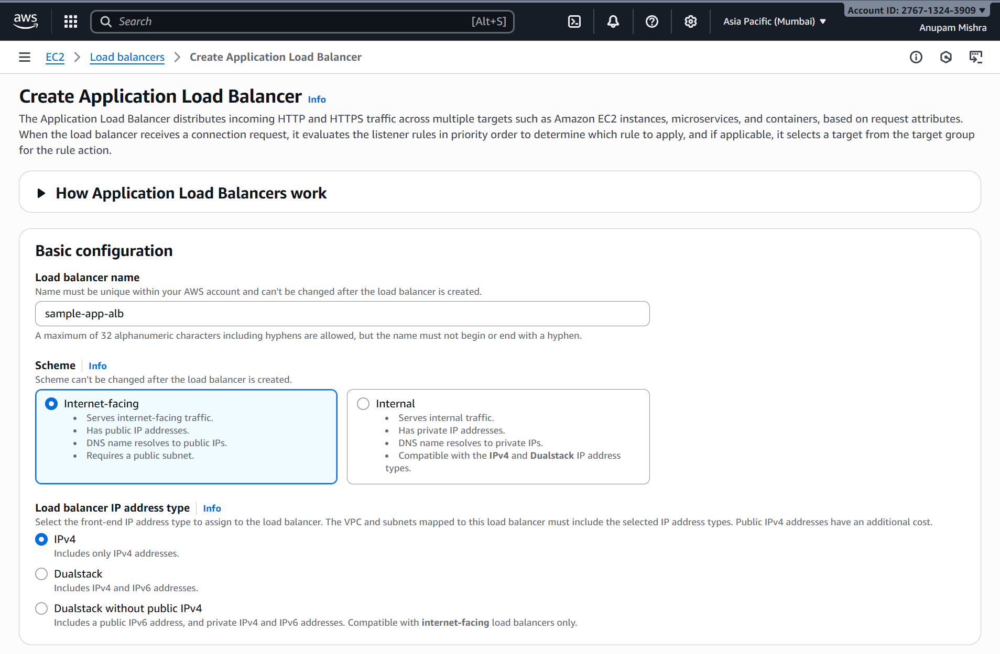 aws
Search [Alt+S]
Asia Pacific (Mumbai)
Account ID: 2767-1324-3909
Anupam Mishra
EC2 Load balancers Create Application Load Balancer
Create Application Load Balancer Info
The Application Load Balancer distributes incoming HTTP and HTTPS traffic across multiple targets such as Amazon EC2 instances, microservices, and containers, based on request attributes.
When the load balancer receives a connection request, it evaluates the listener rules in priority order to determine which rule to apply, and if applicable, it selects a target from the target group
for the rule action.
How Application Load Balancers work
Basic configuration
Load balancer name
Name must be unique within your AWS account and can't be changed after the load balancer is created.
sample-app-alb
A maximum of 32 alphanumeric characters including hyphens are allowed, but the name must not begin or end with a hyphen.
Scheme Info
Scheme can't be changed after the load balancer is created.
Internet-facing
• Serves internet-facing traffic.
• Has public IP addresses.
• DNS name resolves to public IPs.
• Requires a public subnet.
Internal
• Serves internal traffic.
• Has private IP addresses.
• DNS name resolves to private IPs.
• Compatible with the IPv4 and Dualstack IP address
types.
Load balancer IP address type Info
Select the front-end IP address type to assign to the load balancer. The VPC and subnets mapped to this load balancer must include the selected IP address types. Public IPv4 addresses have an additional cost.
IPv4
Includes only IPv4 addresses.
Dualstack
Includes IPv4 and IPv6 addresses.
Dualstack without public IPv4
Includes a public IPv6 address, and private IPv4 and IPv6 addresses. Compatible with internet-facing load balancers only.